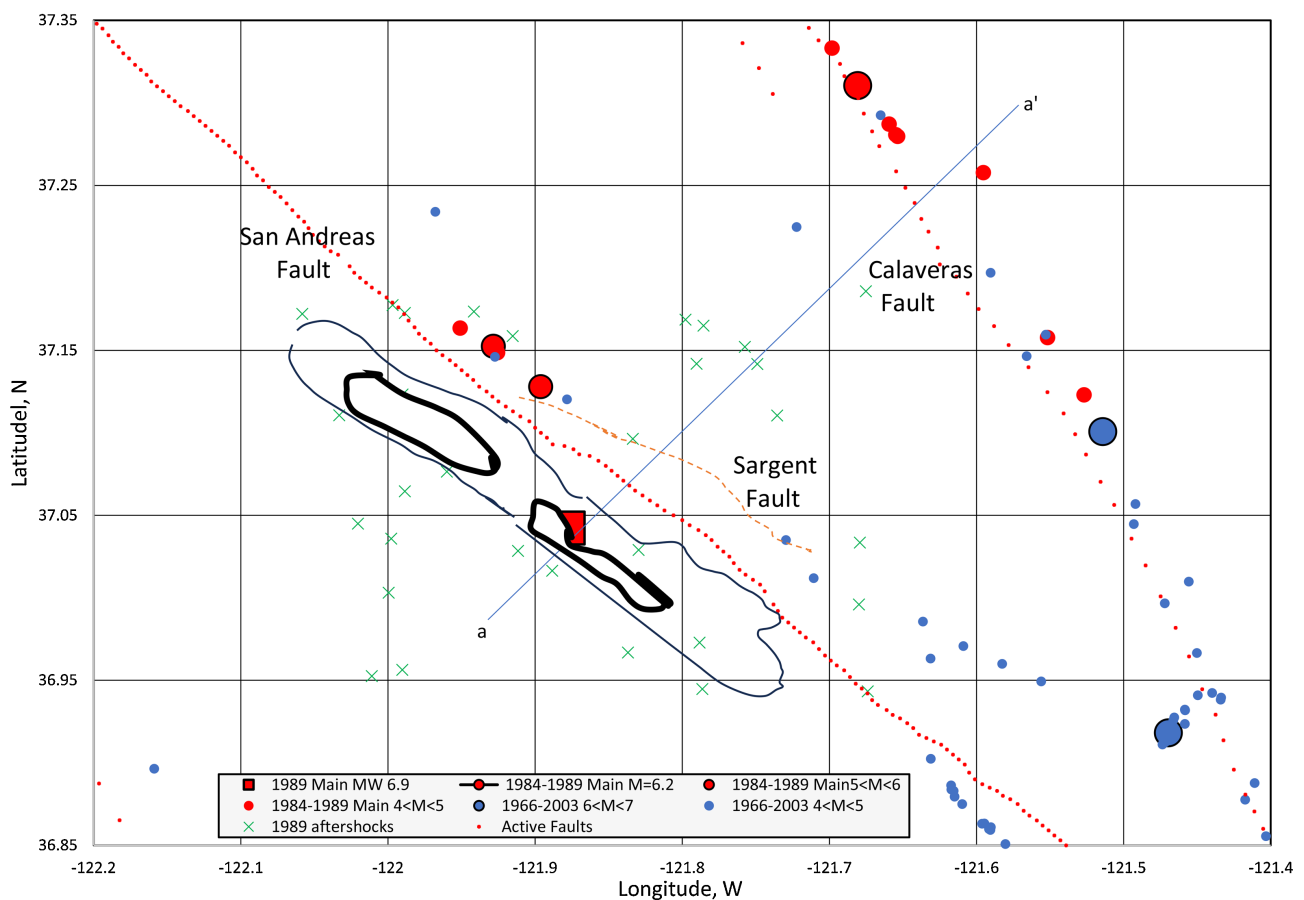 37.35
a'
37.25
San Andreas
Fault
Calaveras
Fault
37.15
Sargent
Fault
37.05
a
36.95
1989 Main MW 6.9
1984-1989 Main M=6.2
1984-1989 Main5<M<6
1984-1989 Main 4<M<5
1966-2003 6<M<7
1966-2003 4<M<5
1989 aftershocks
Active Faults
36.85
-122.2
-122.1
-122
-121.9
-121.8
-121.7
-121.6
-121.5
-121.4
Longitude, W
Latitudel, N